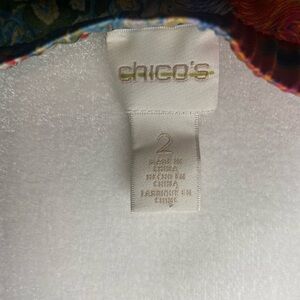 chico's
2
MADE IN
CHINA
HECHO EN
CHINA
FABRIQUE EN
CHINE